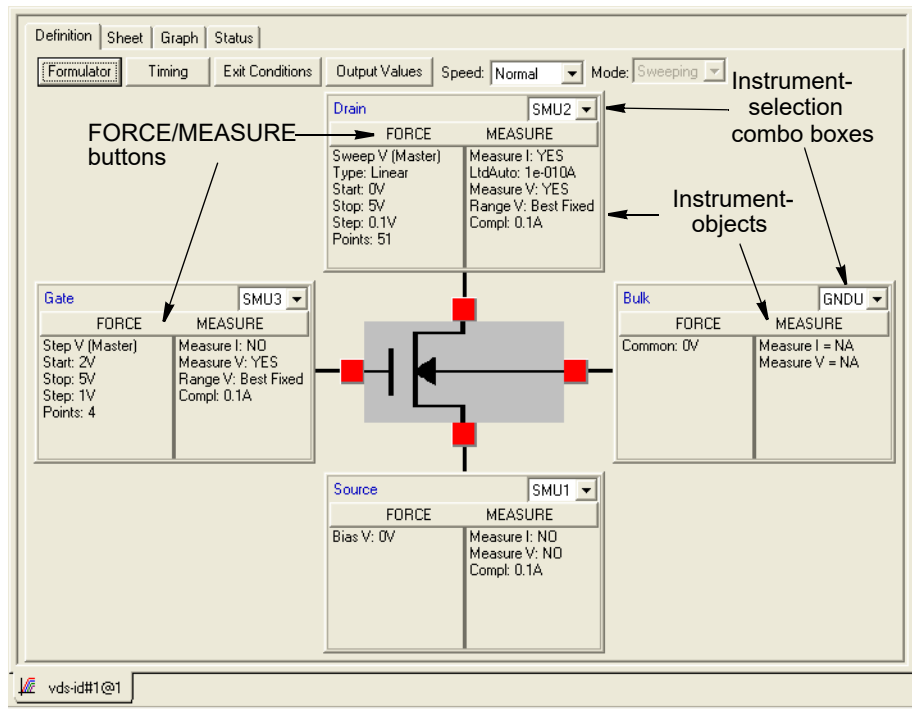 Definition Sheet Graph Status
Formulator Timing Exit Conditions Output Values Speed: Normal Mode: Sweeping
Instrument-
selection
combo boxes
FORCE/MEASURE
buttons
Instrument-
objects
Drain SMU2
FORCE MEASURE
Sweep V (Master)
Type: Linear
Start: 0V
Stop: 5V
Step: 0.1V
Points: 51
Measure I: YES
LtdAuto: 1e-010A
Measure V: YES
Range V: Best Fixed
Compl: 0.1A
Gate SMU3
FORCE MEASURE
Step V (Master)
Start: 2V
Stop: 5V
Step: 1V
Points: 4
Measure I: NO
Measure V: YES
Range V: Best Fixed
Compl: 0.1A
Bulk GNDU
FORCE MEASURE
Common: 0V
Measure I = NA
Measure V = NA
Source SMU1
FORCE MEASURE
Bias V: 0V
Measure I: NO
Measure V: NO
Compl: 0.1A
vds-id#1@1